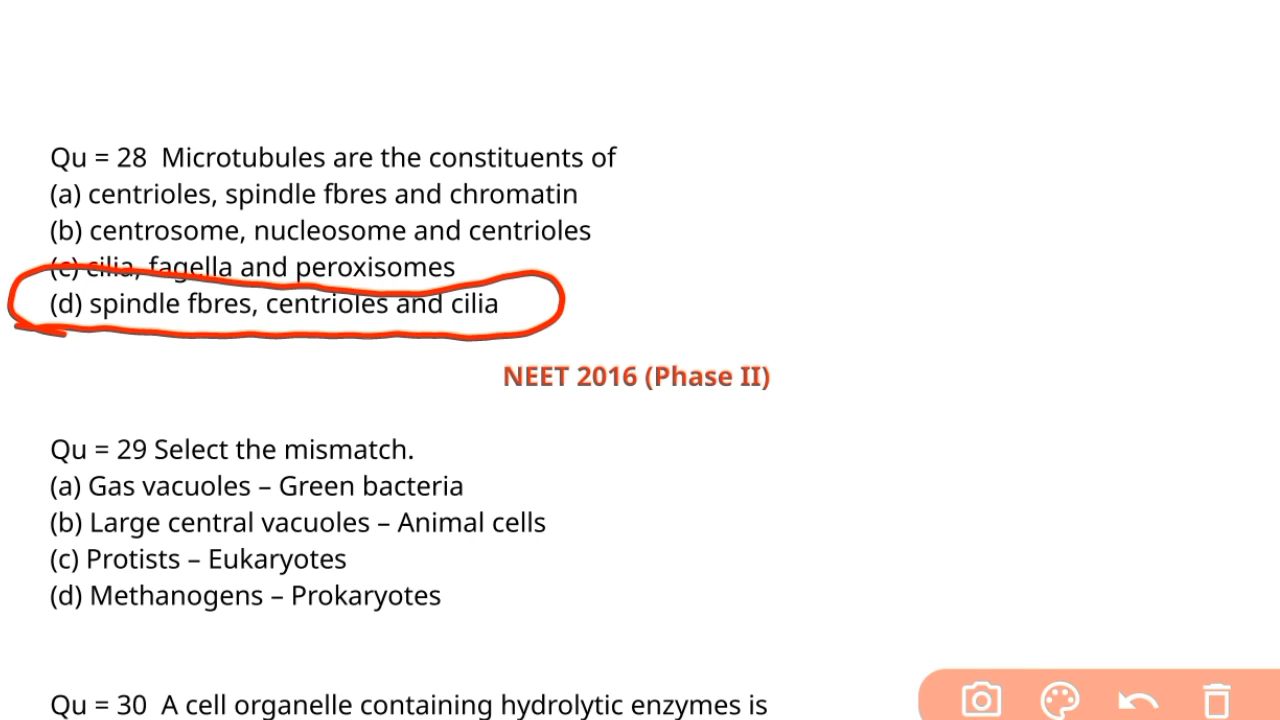 Qu = 28 Microtubules are the constituents of
(a) centrioles, spindle fbres and chromatin
(b) centrosome, nucleosome and centrioles
(c) cilia, fagella and peroxisomes
(d) spindle fbres, centrioles and cilia
NEET 2016 (Phase II)
Qu = 29 Select the mismatch.
(a) Gas vacuoles – Green bacteria
(b) Large central vacuoles – Animal cells
(c) Protists – Eukaryotes
(d) Methanogens – Prokaryotes
Qu = 30 A cell organelle containing hydrolytic enzymes is